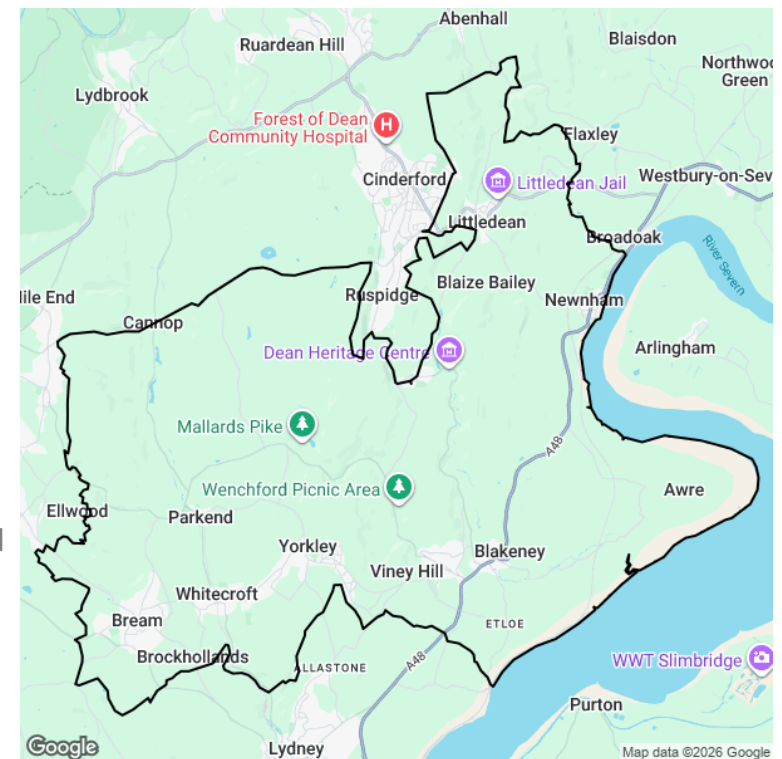 Abenhall
Ruardean Hill
Blaisdon
Northwoo
Green
Lydbrook
Forest of Dean
Community Hospital
H
Flaxley
Cinderford
Littledean Jail
Westbury-on-Sev
Littledean
Broadoak
River Severn
Blaize Bailey
Mile End
Ruspidge
Newnham
Cannop
Dean Heritage Centre
Arlingham
Mallards Pike
A48
Wenchford Picnic Area
Awre
Ellwood
Parkend
Yorkley
Blakeney
Viney Hill
Whitecroft
Bream
ETLOE
Brockhollands
ALLASTONE
A48
WWT Slimbridge
Purton
Lydney
Google
Map data ©2026 Google